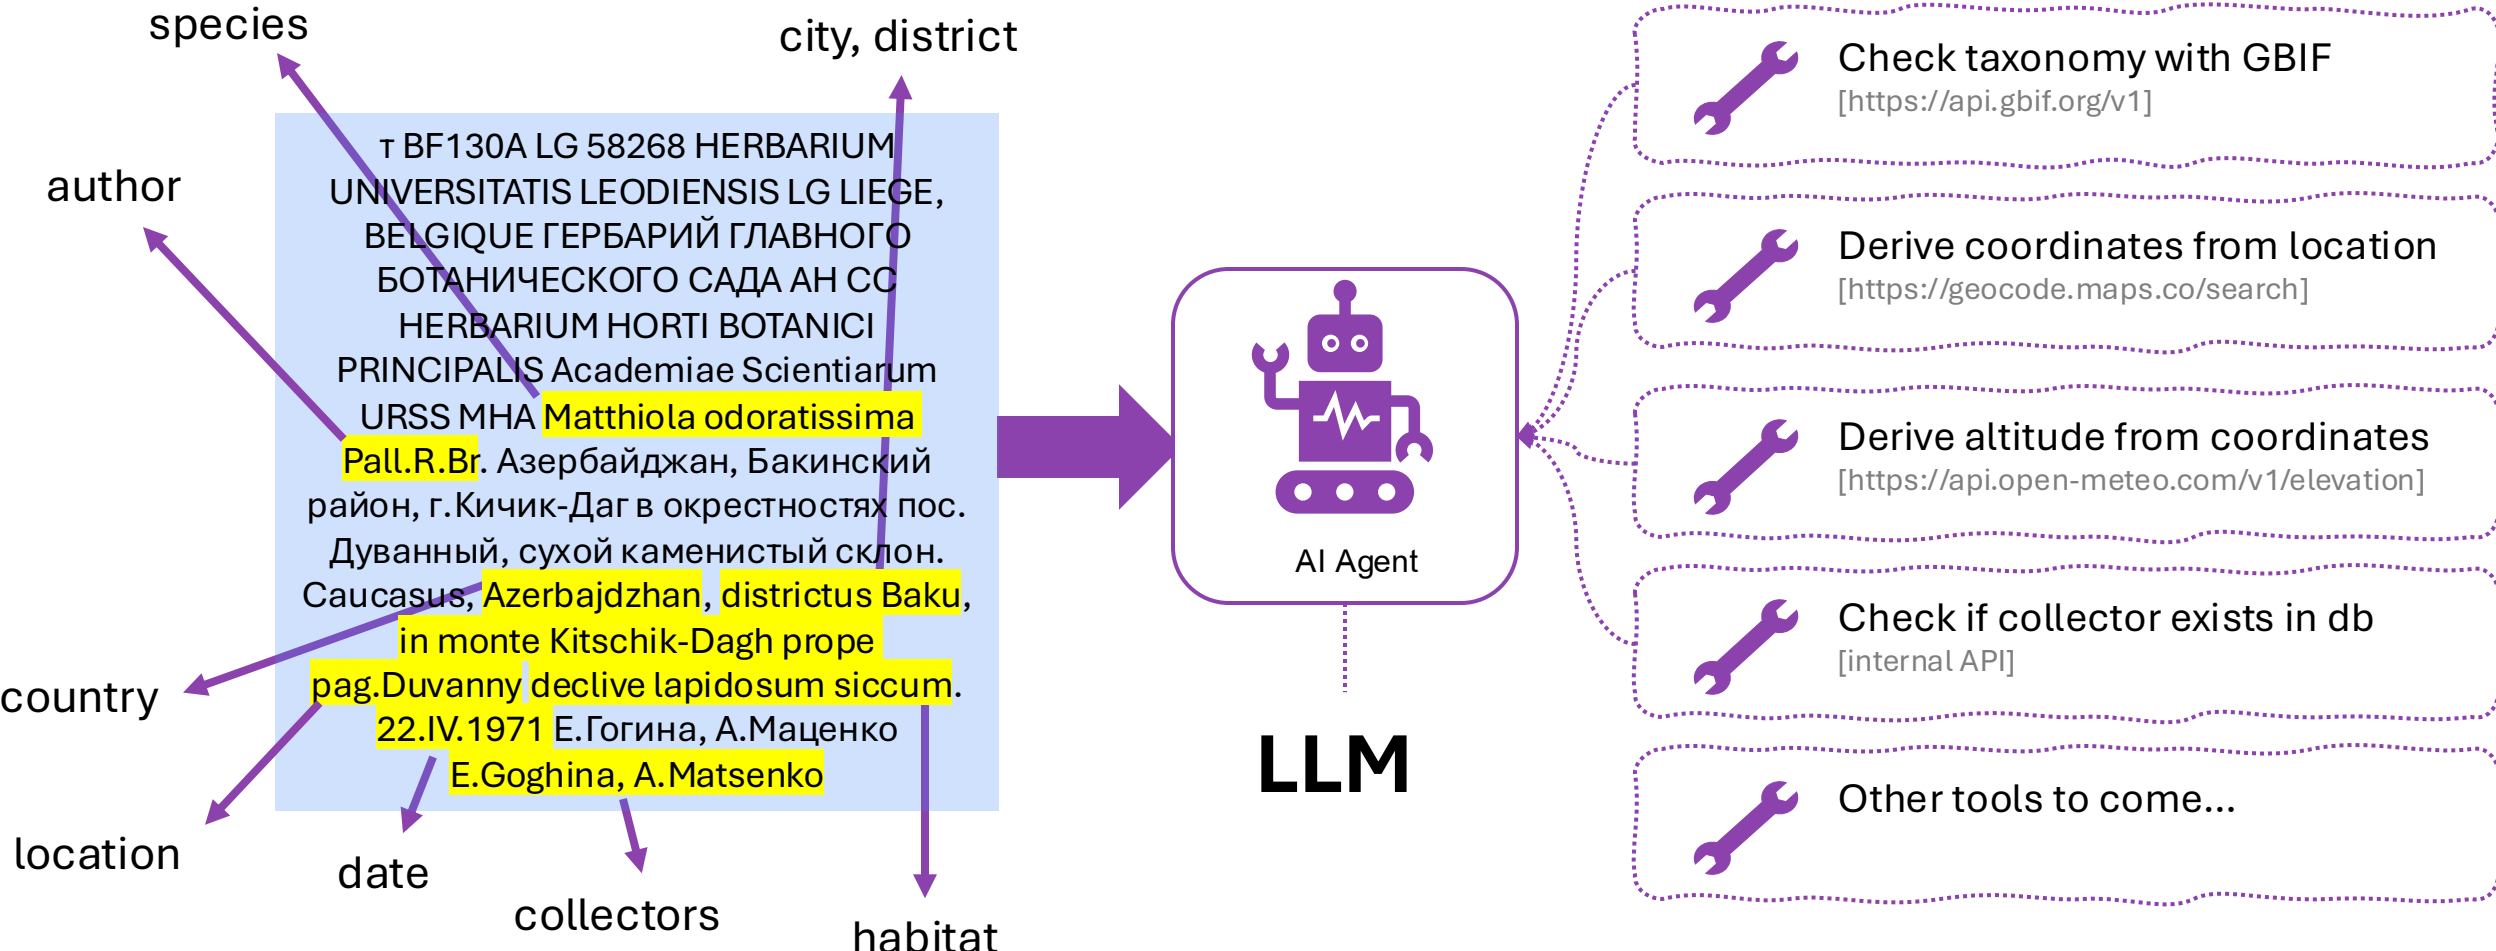 species
city, district
author
т BF130A LG 58268 HERBARIUM
UNIVERSITATIS LEODIENSIS LG LIEGE,
BELGIQUE ГЕРБАРИЙ ГЛАВНОГО
БОТАНИЧЕСКОГО САДА АН СС
HERBARIUM HORTI BOTANICI
PRINCIPALIS Academiae Scientiarum
URSS MHA Matthiola odoratissima
Pall.R.Br. Азербайджан, Бакинский
район, г.Кичик-Даг в окрестностях пос.
Дуванный, сухой каменистый склон.
Caucasus, Azerbajdzhan, districtus Baku,
in monte Kitschik-Dagh prope
pag.Duvanny declive lapidosum siccum.
22.IV.1971 Е.Гогина, А.Маценко
E.Goghina, A.Matsenko
country
location
date
collectors
habitat
AI Agent
LLM
Check taxonomy with GBIF
[https://api.gbif.org/v1]
Derive coordinates from location
[https://geocode.maps.co/search]
Derive altitude from coordinates
[https://api.open-meteo.com/v1/elevation]
Check if collector exists in db
[internal API]
Other tools to come...